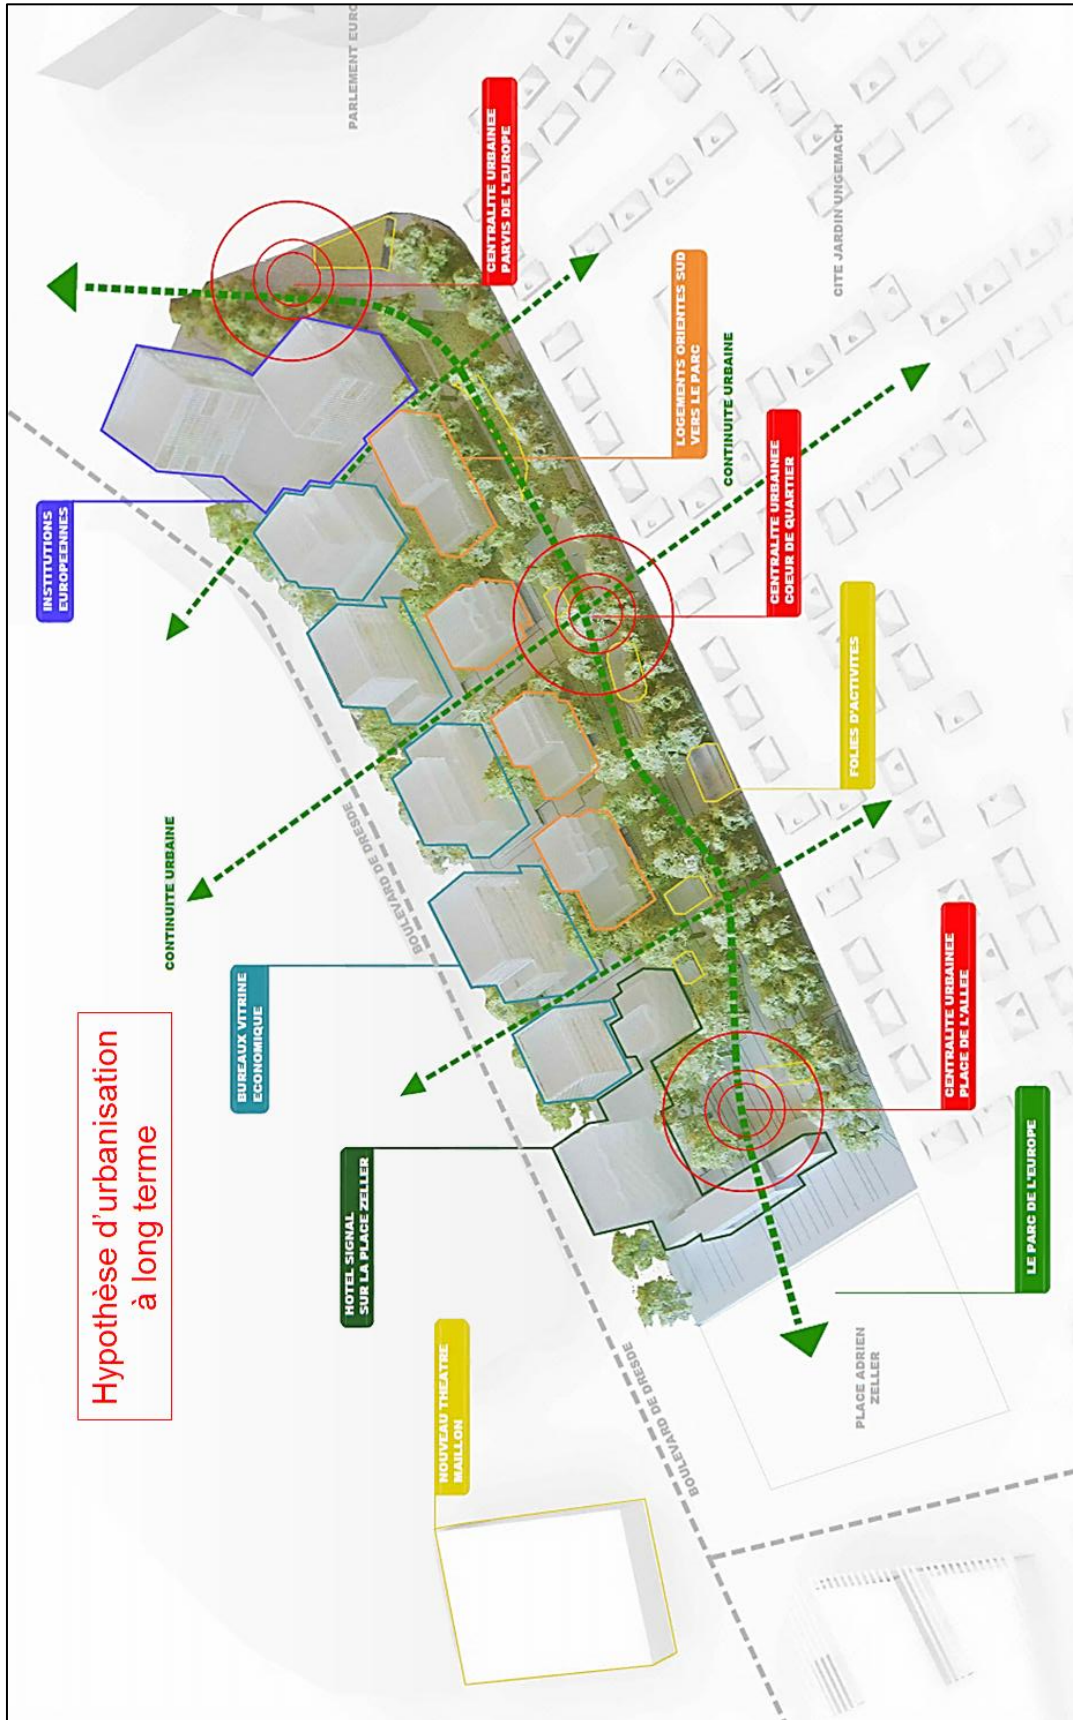 Hypothèse d'urbanisation
à long terme
NOUVEAU THEATRE
MAILLON
HOTEL SIGNAL
SUR LA PLACE ZELLER
BUREAUX VITRINE
ECONOMIQUE
CONTINUITE URBAINE
INSTITUTIONS
EUROPEENNES
BOULEVARD DE DRESDE
BOULEVARD DE DRESDE
PARLEMENT EURO
CENTRALITE URBAINEE
PARVIS DE L'EUROPE
LOGEMENTS ORIENTES SUD
VERS LE PARC
CONTINUITE URBAINE
CENTRALITE URBAINEE
COEUR DE QUARTIER
CITE JARDIN UNGEMACH
FOLIES D'ACTIVITES
CENTRALITE URBAINEE
PLACE DE L'ALLEE
LE PARC DE L'EUROPE
PLACE ADRIEN
ZELLER